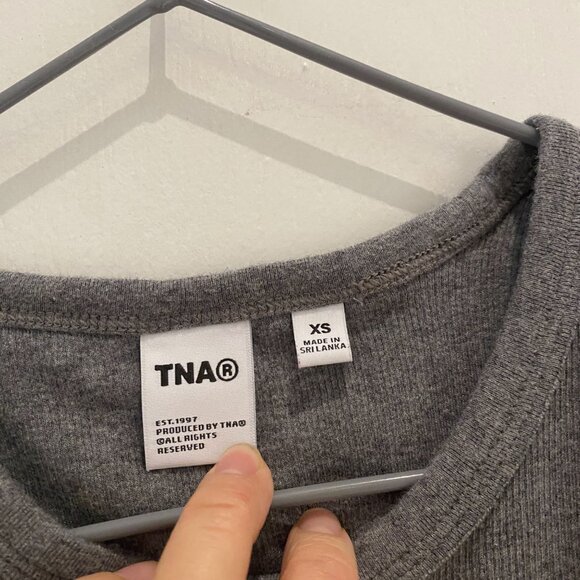 TNA®
EST. 1997
PRODUCED BY TNA®
©ALL RIGHTS
RESERVED
XS
MADE IN
SRI LANKA